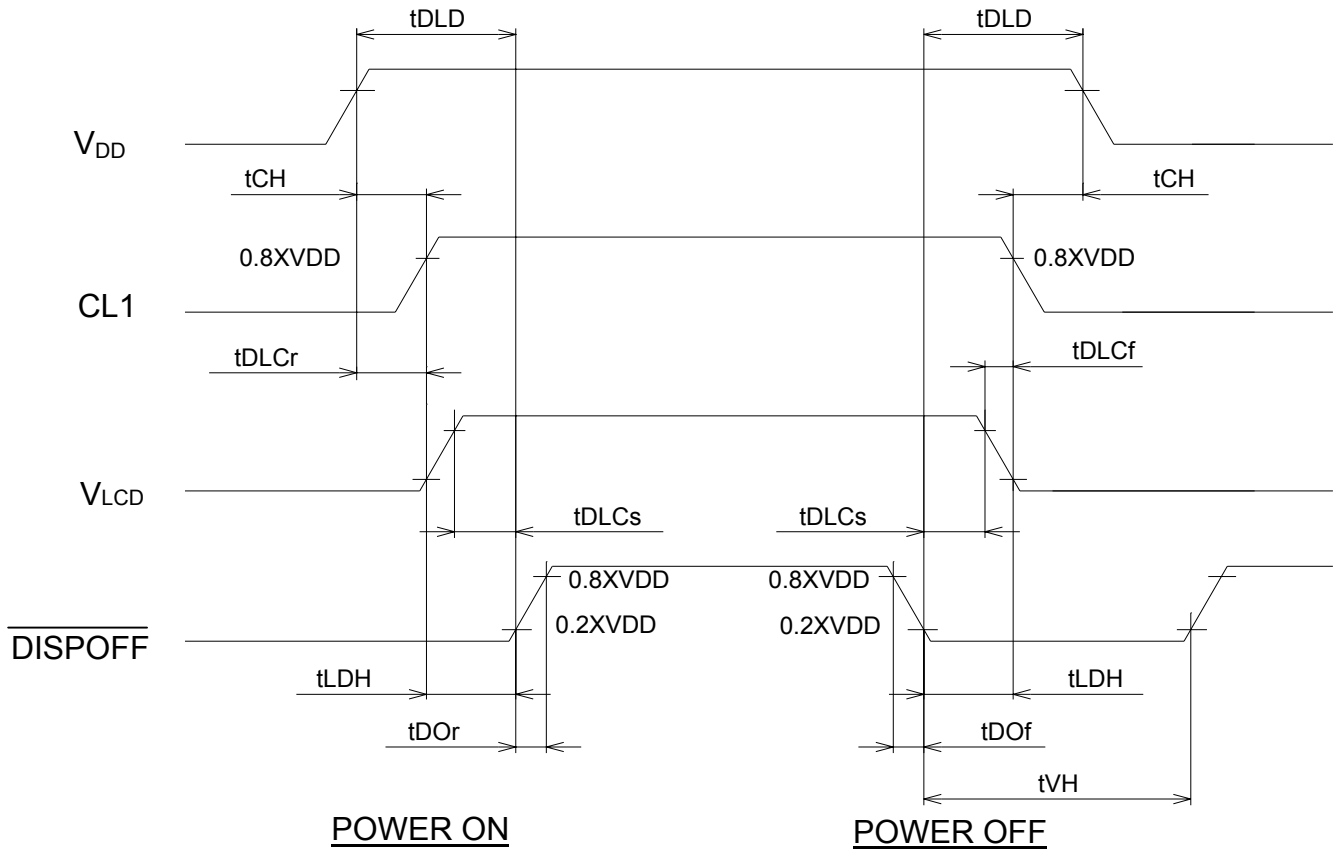 tDLD tDLD
VDD
tCH tCH
0.8XVDD 0.8XVDD
CL1
tDLCr tDLCf
VLCD
tDLCs tDLCs
0.8XVDD 0.8XVDD
0.2XVDD 0.2XVDD
DISPOFF
tLDH tLDH
tDOr tDOf
tVH
POWER ON POWER OFF